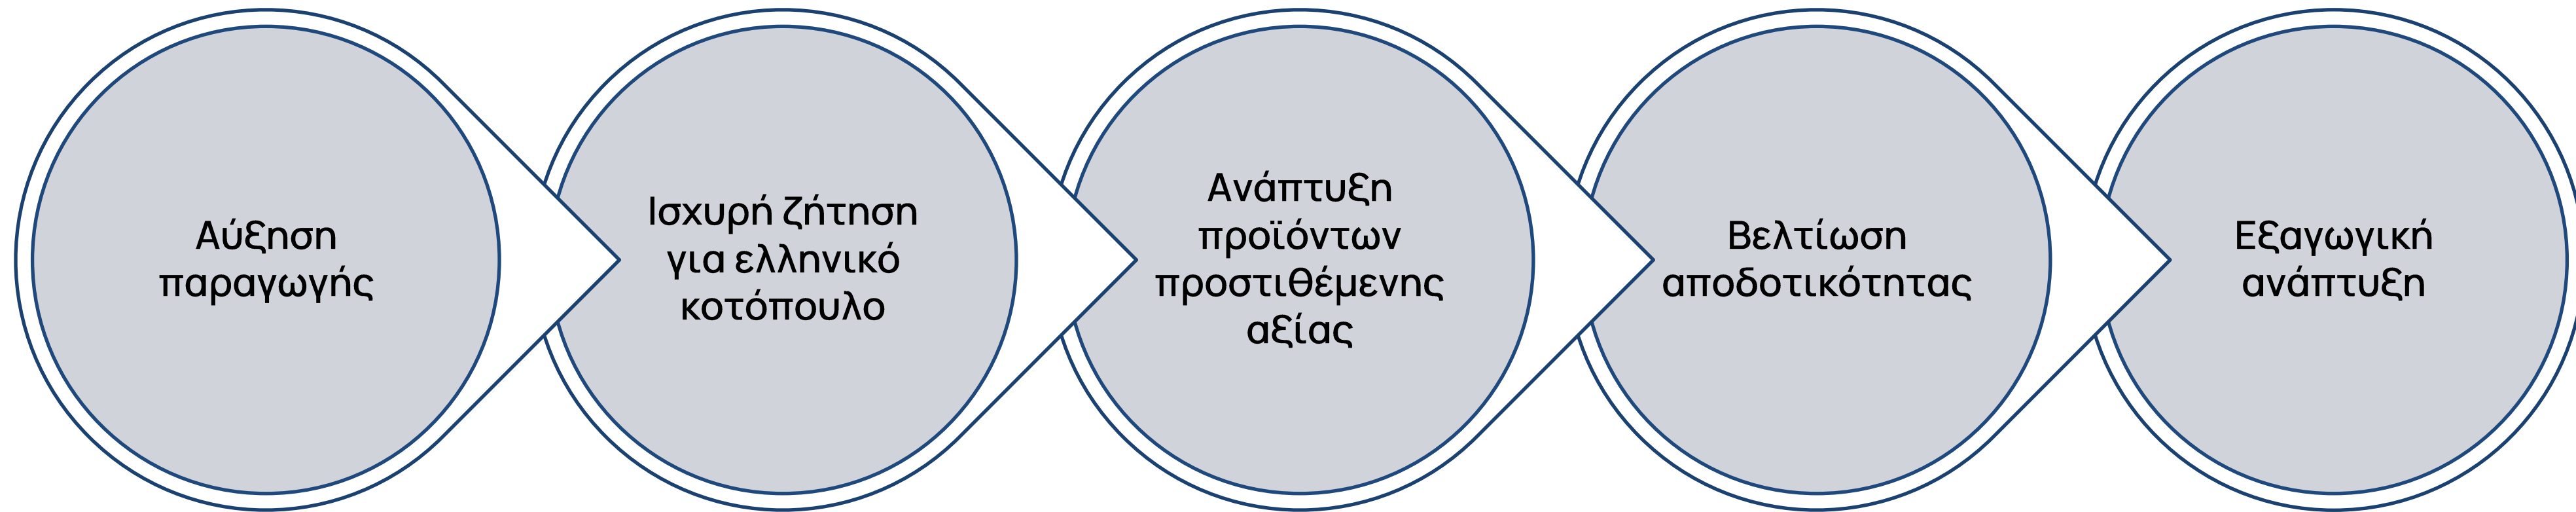 Αύξηση
παραγωγής
Ισχυρή ζήτηση
για ελληνικό
κοτόπουλο
Ανάπτυξη
προϊόντων
προστιθέμενης
αξίας
Βελτίωση
αποδοτικότητας
Εξαγωγική
ανάπτυξη